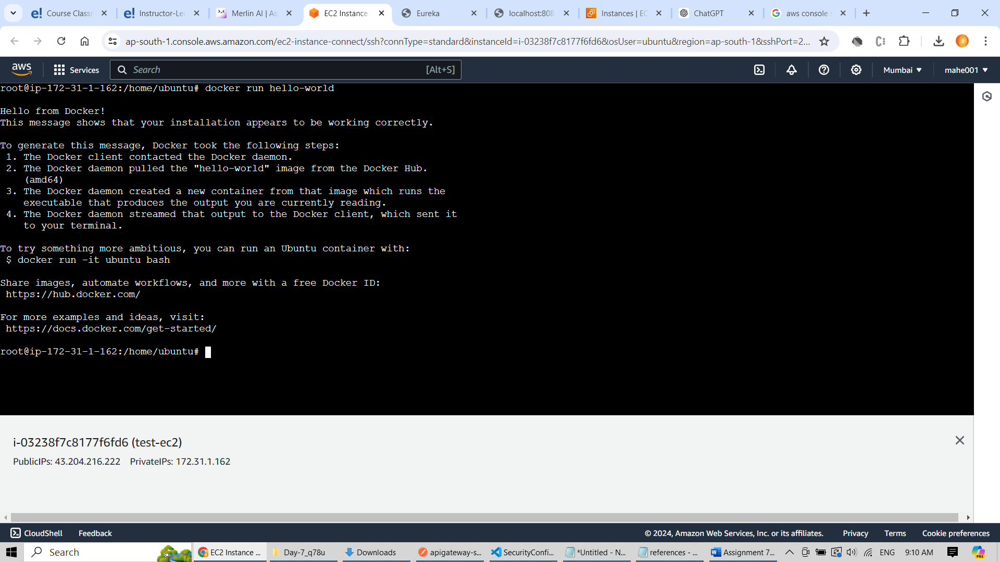 Course Classr
Instructor-Lec
Merlin AI | As
EC2 Instance
Eureka
localhost:808
Instances | EC
ChatGPT
aws console s
ap-south-1.console.aws.amazon.com/ec2-instance-connect/ssh?connType=standard&instanceId=i-03238f7c8177f6fd6&osUser=ubuntu&region=ap-south-1&sshPort=2...
aws
Services
Search
[Alt+S]
Mumbai
mahe001
root@ip-172-31-1-162:/home/ubuntu# docker run hello-world
Hello from Docker!
This message shows that your installation appears to be working correctly.
To generate this message, Docker took the following steps:
1. The Docker client contacted the Docker daemon.
2. The Docker daemon pulled the "hello-world" image from the Docker Hub.
(amd64)
3. The Docker daemon created a new container from that image which runs the
executable that produces the output you are currently reading.
4. The Docker daemon streamed that output to the Docker client, which sent it
to your terminal.
To try something more ambitious, you can run an Ubuntu container with:
$ docker run -it ubuntu bash
Share images, automate workflows, and more with a free Docker ID:
https://hub.docker.com/
For more examples and ideas, visit:
https://docs.docker.com/get-started/
root@ip-172-31-1-162:/home/ubuntu#
i-03238f7c8177f6fd6 (test-ec2)
PublicIPs: 43.204.216.222 PrivateIPs: 172.31.1.162
CloudShell
Feedback
© 2024, Amazon Web Services, Inc. or its affiliates.
Privacy
Terms
Cookie preferences
Search
EC2 Instance ...
Day-7_q78u
Downloads
apigateway-s...
SecurityConfi...
*Untitled - N...
references - ...
Assignment 7...
ENG
9:10 AM
PRE